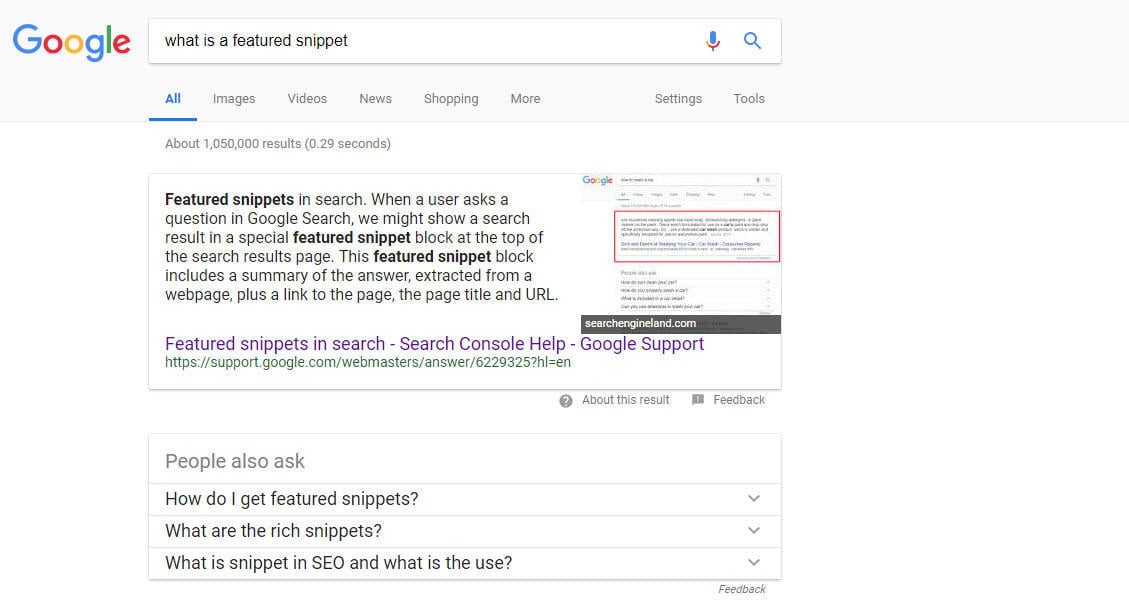 Google
what is a featured snippet
All Images Videos News Shopping More Settings Tools
About 1,050,000 results (0.29 seconds)
Featured snippets in search. When a user asks a
question in Google Search, we might show a search
result in a special featured snippet block at the top of
the search results page. This featured snippet block
includes a summary of the answer, extracted from a
webpage, plus a link to the page, the page title and URL.
Google
People also ask
How do you clean your car?
How do you properly wash a car?
What is included in a car detail?
Can you use shampoo to wash your car?
searchengineland.com
Featured snippets in search - Search Console Help - Google Support
https://support.google.com/webmasters/answer/6229325?hl=en
About this result Feedback
People also ask
How do I get featured snippets?
What are the rich snippets?
What is snippet in SEO and what is the use?
Feedback